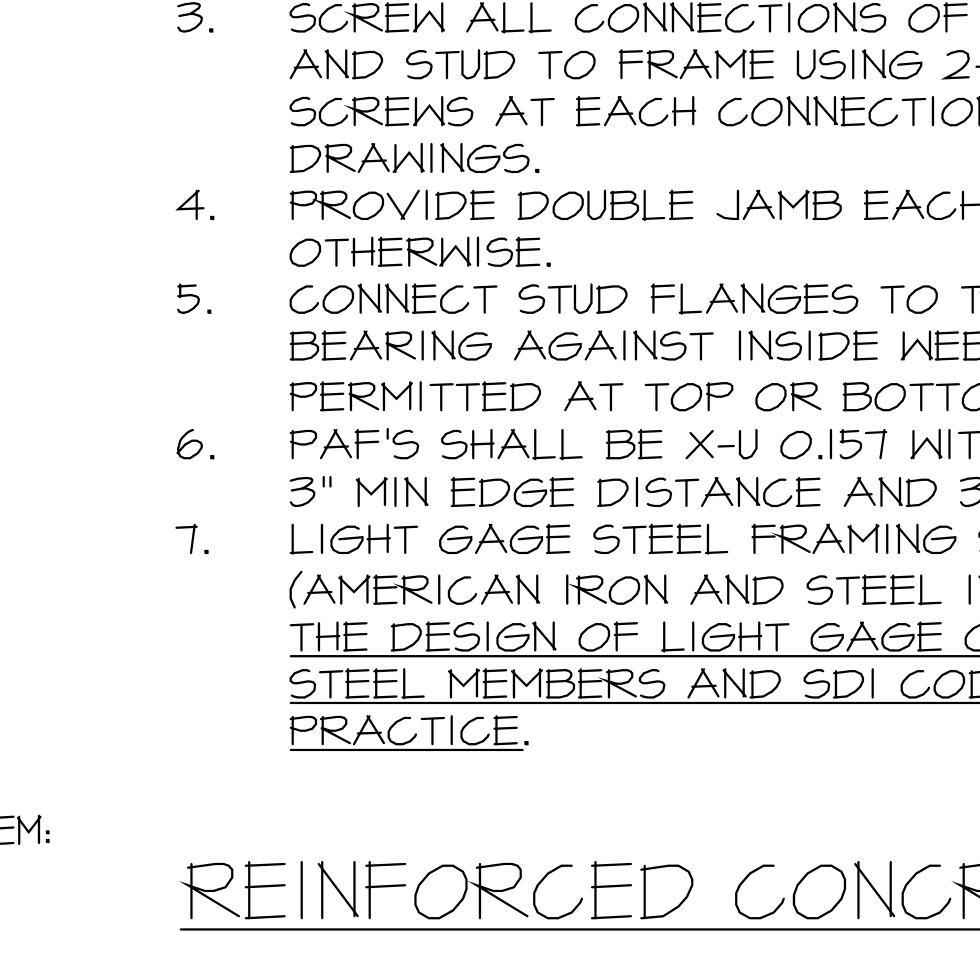 3. SCREW ALL CONNECTIONS OF
AND STUD TO FRAME USING 2-
SCREWS AT EACH CONNECTION
DRAWINGS.
4. PROVIDE DOUBLE JAMB EACH
OTHERWISE.
5. CONNECT STUD FLANGES TO T
BEARING AGAINST INSIDE WEB
PERMITTED AT TOP OR BOTTO
6. PAF'S SHALL BE X-U 0.157 WIT
3" MIN EDGE DISTANCE AND 3
7. LIGHT GAGE STEEL FRAMING
(AMERICAN IRON AND STEEL I
THE DESIGN OF LIGHT GAGE
STEEL MEMBERS AND SDI COD
PRACTICE.
EM:
REINFORCED CONCR